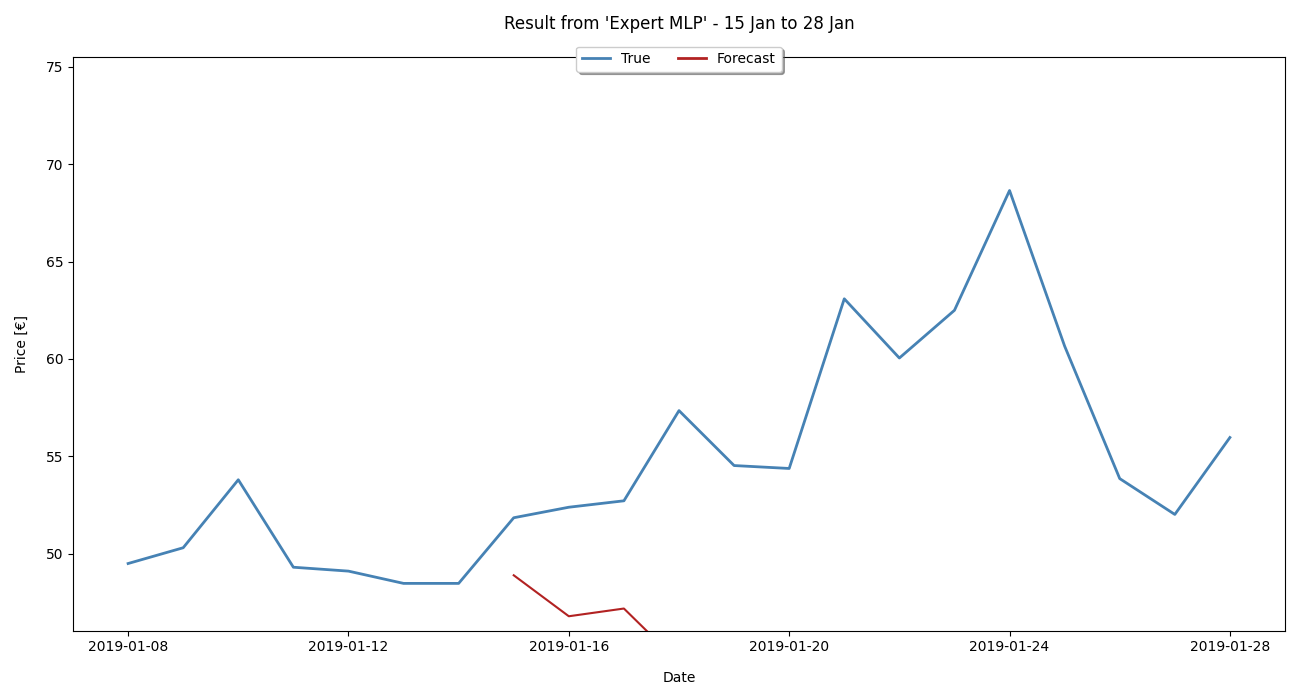 Result from 'Expert MLP' - 15 Jan to 28 Jan
True Forecast
75
70
65
60
55
50
Price [€]
2019-01-08 2019-01-12 2019-01-16 2019-01-20 2019-01-24 2019-01-28
Date